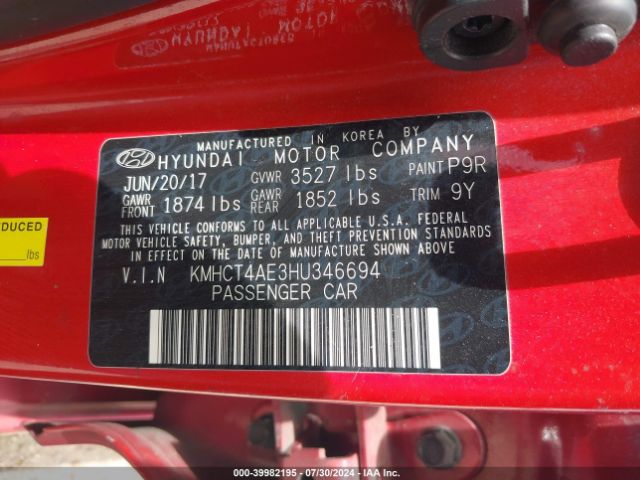 MANUFACTURED IN KOREA BY
HYUNDAI MOTOR COMPANY
JUN/20/17 GVWR 3527 lbs PAINT P9R
GAWR FRONT 1874 lbs GAWR REAR 1852 lbs TRIM 9Y
THIS VEHICLE CONFORMS TO ALL APPLICABLE U.S.A. FEDERAL
MOTOR VEHICLE SAFETY, BUMPER, AND THEFT PREVENTION STANDARDS
IN EFFECT ON THE DATE OF MANUFACTURE SHOWN ABOVE
V.I.N KMHCT4AE3HU346694
PASSENGER CAR
EDUCED
lbs
000-39982195 - 07/30/2024 - IAA Inc.